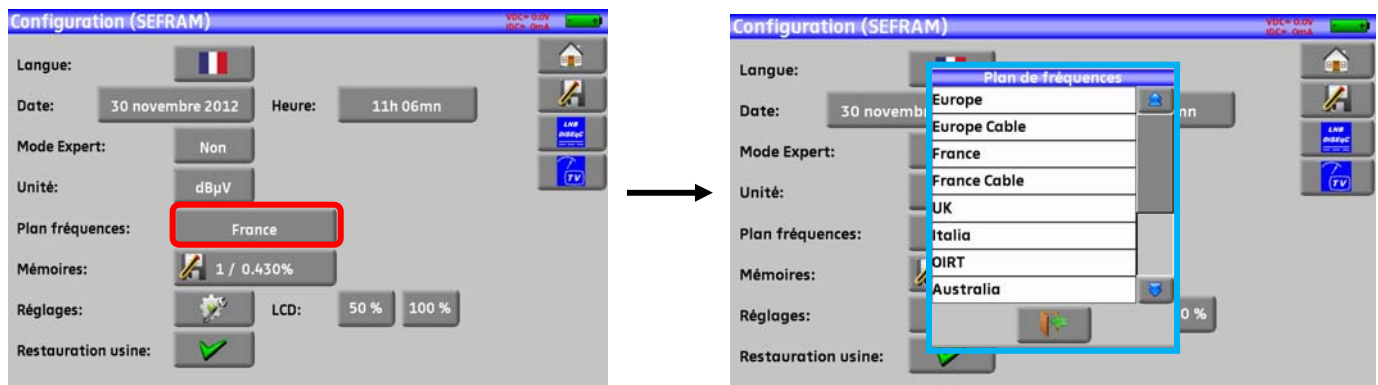 Configuration (SEFRAM)
VDC= 0.0V
IDC= 0mA
Langue:
Date: 30 novembre 2012 Heure: 11h 06mn
LNB
DiSEqC
Mode Expert: Non
TV
Unité: dBµV
Plan fréquences: France
Mémoires: 1 / 0.430%
Réglages: LCD: 50 % 100 %
Restauration usine:
Configuration (SEFRAM)
VDC= 0.0V
IDC= 0mA
Langue:
Plan de fréquences
Date: 30 novemb mn
Europe
Europe Cable
LNB
DiSEqC
Mode Expert:
France
France Cable
TV
Unité:
UK
Plan fréquences:
Italia
OIRT
Mémoires:
Australia
Réglages: 0 %
Restauration usine: